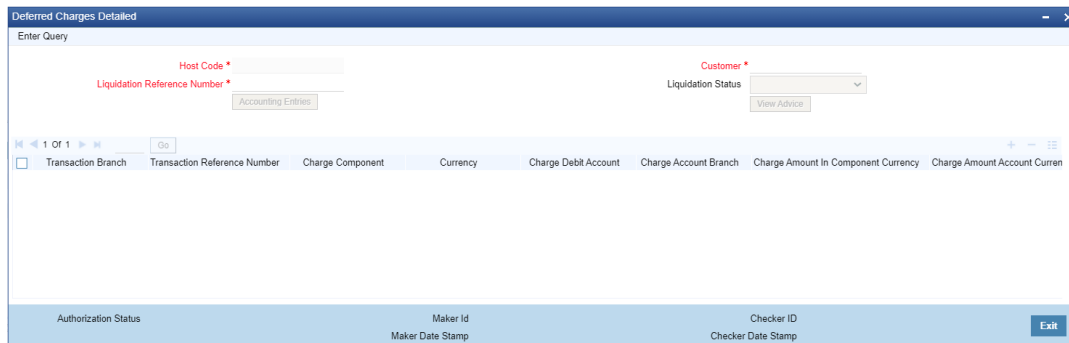 Deferred Charges Detailed
Enter Query
Host Code *
Customer *
Liquidation Reference Number *
Liquidation Status
Accounting Entries
View Advice
1 Of 1
Go
Transaction Branch Transaction Reference Number Charge Component Currency Charge Debit Account Charge Account Branch Charge Amount In Component Currency Charge Amount Account Curren
Authorization Status Maker Id Checker ID
Maker Date Stamp Checker Date Stamp
Exit